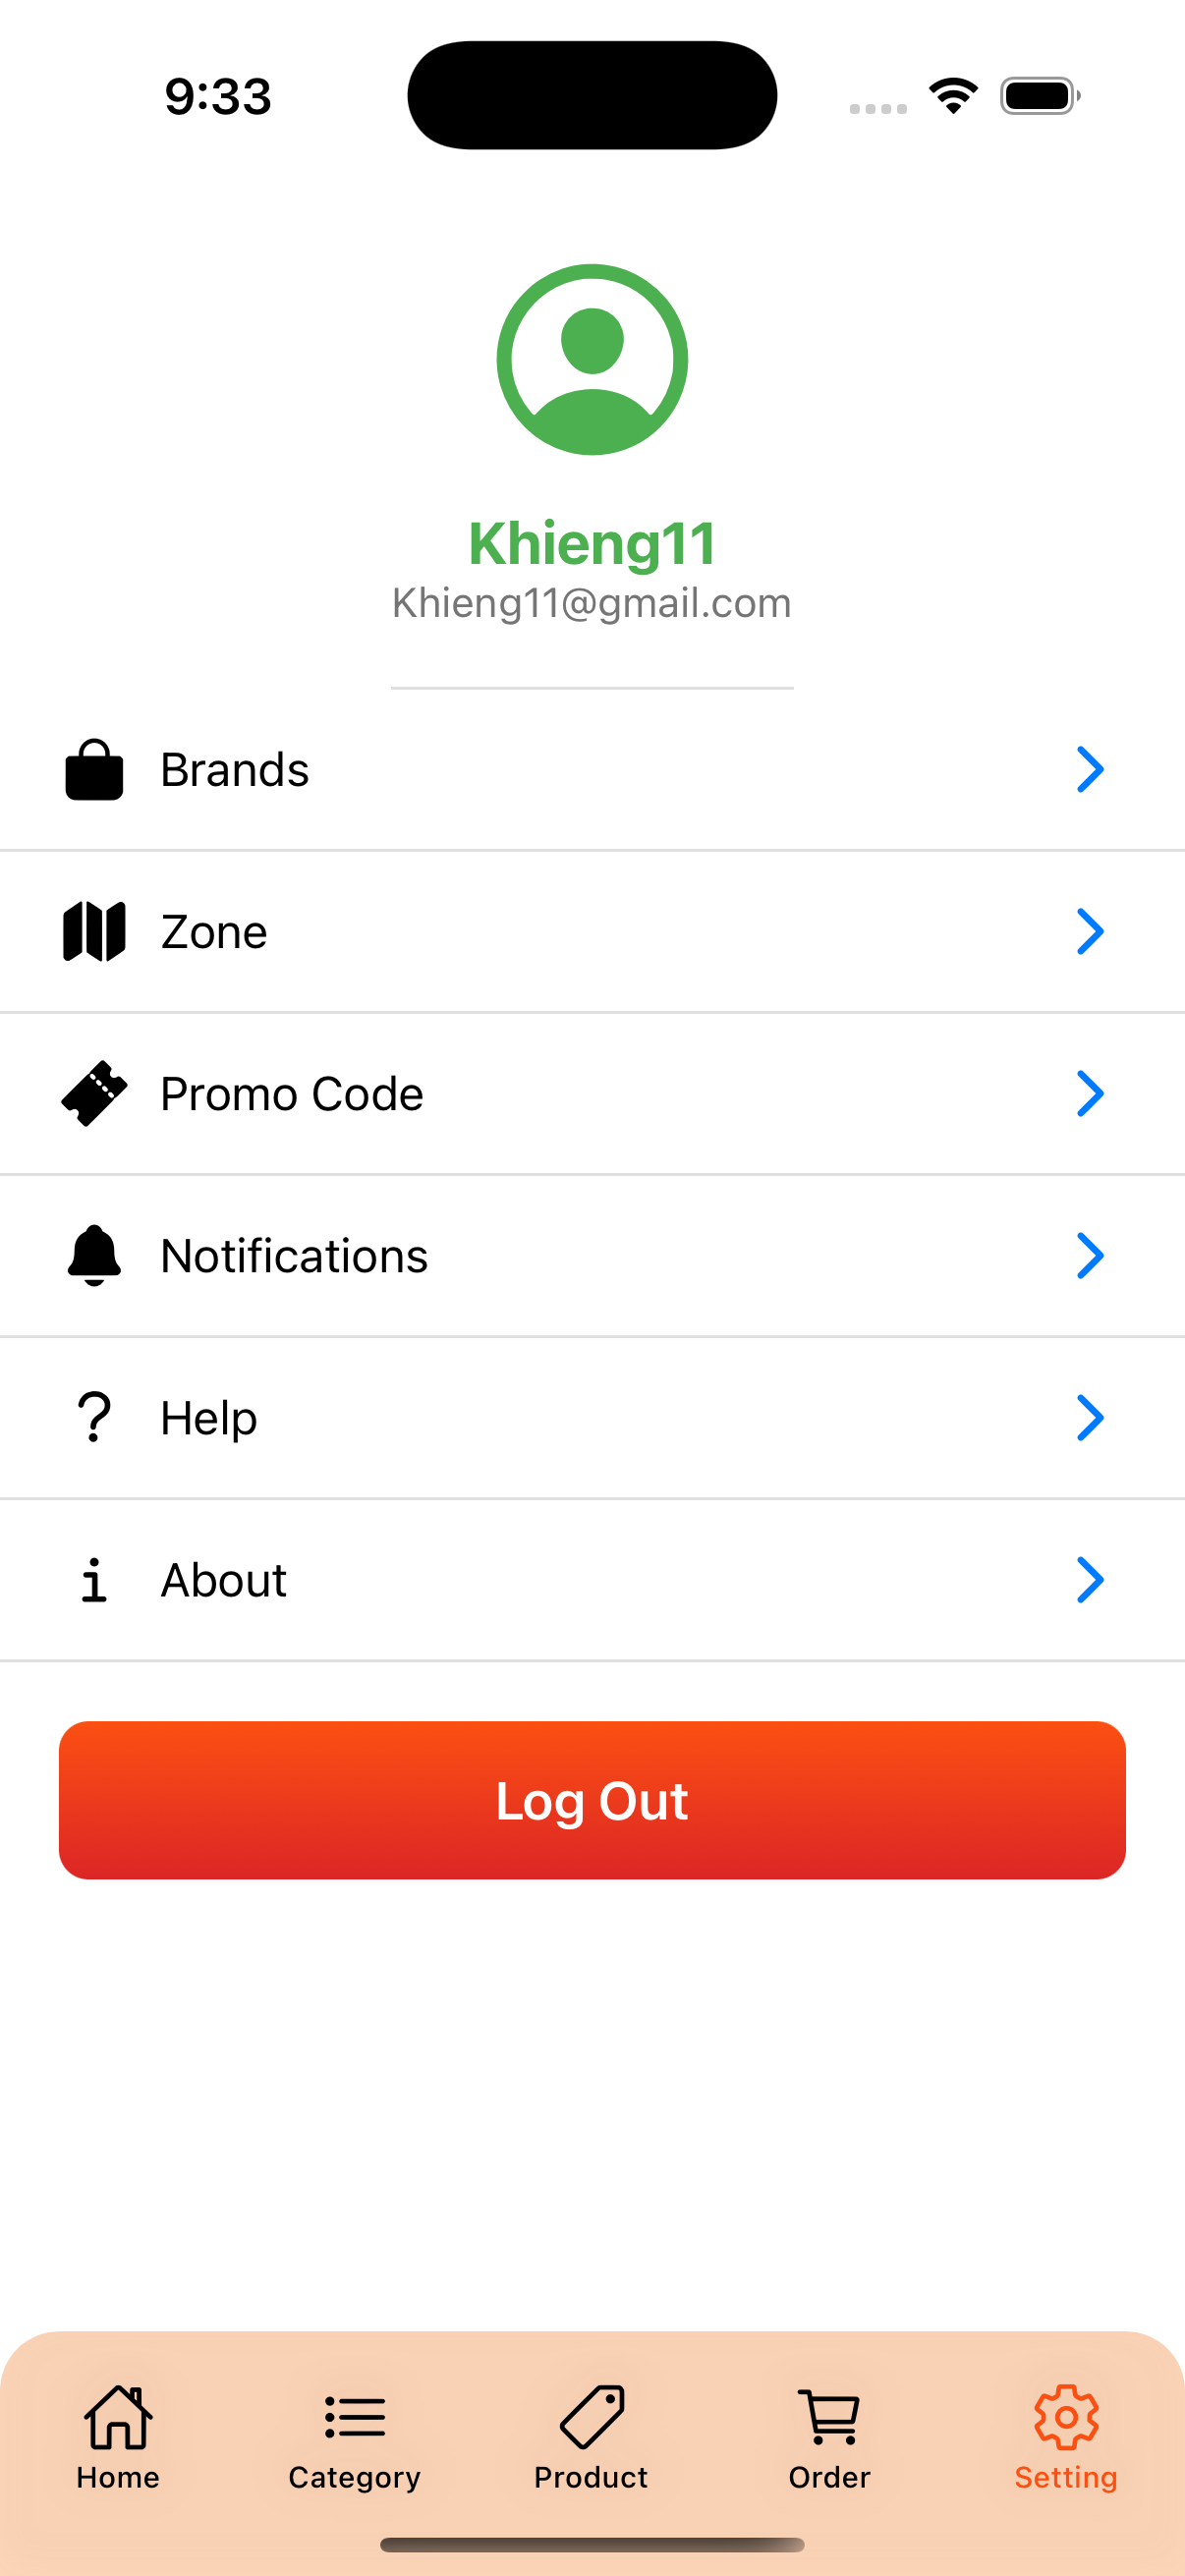 9:33
Khieng11
Khieng11@gmail.com
Brands
Zone
Promo Code
Notifications
Help
About
Log Out
Home Category Product Order Setting